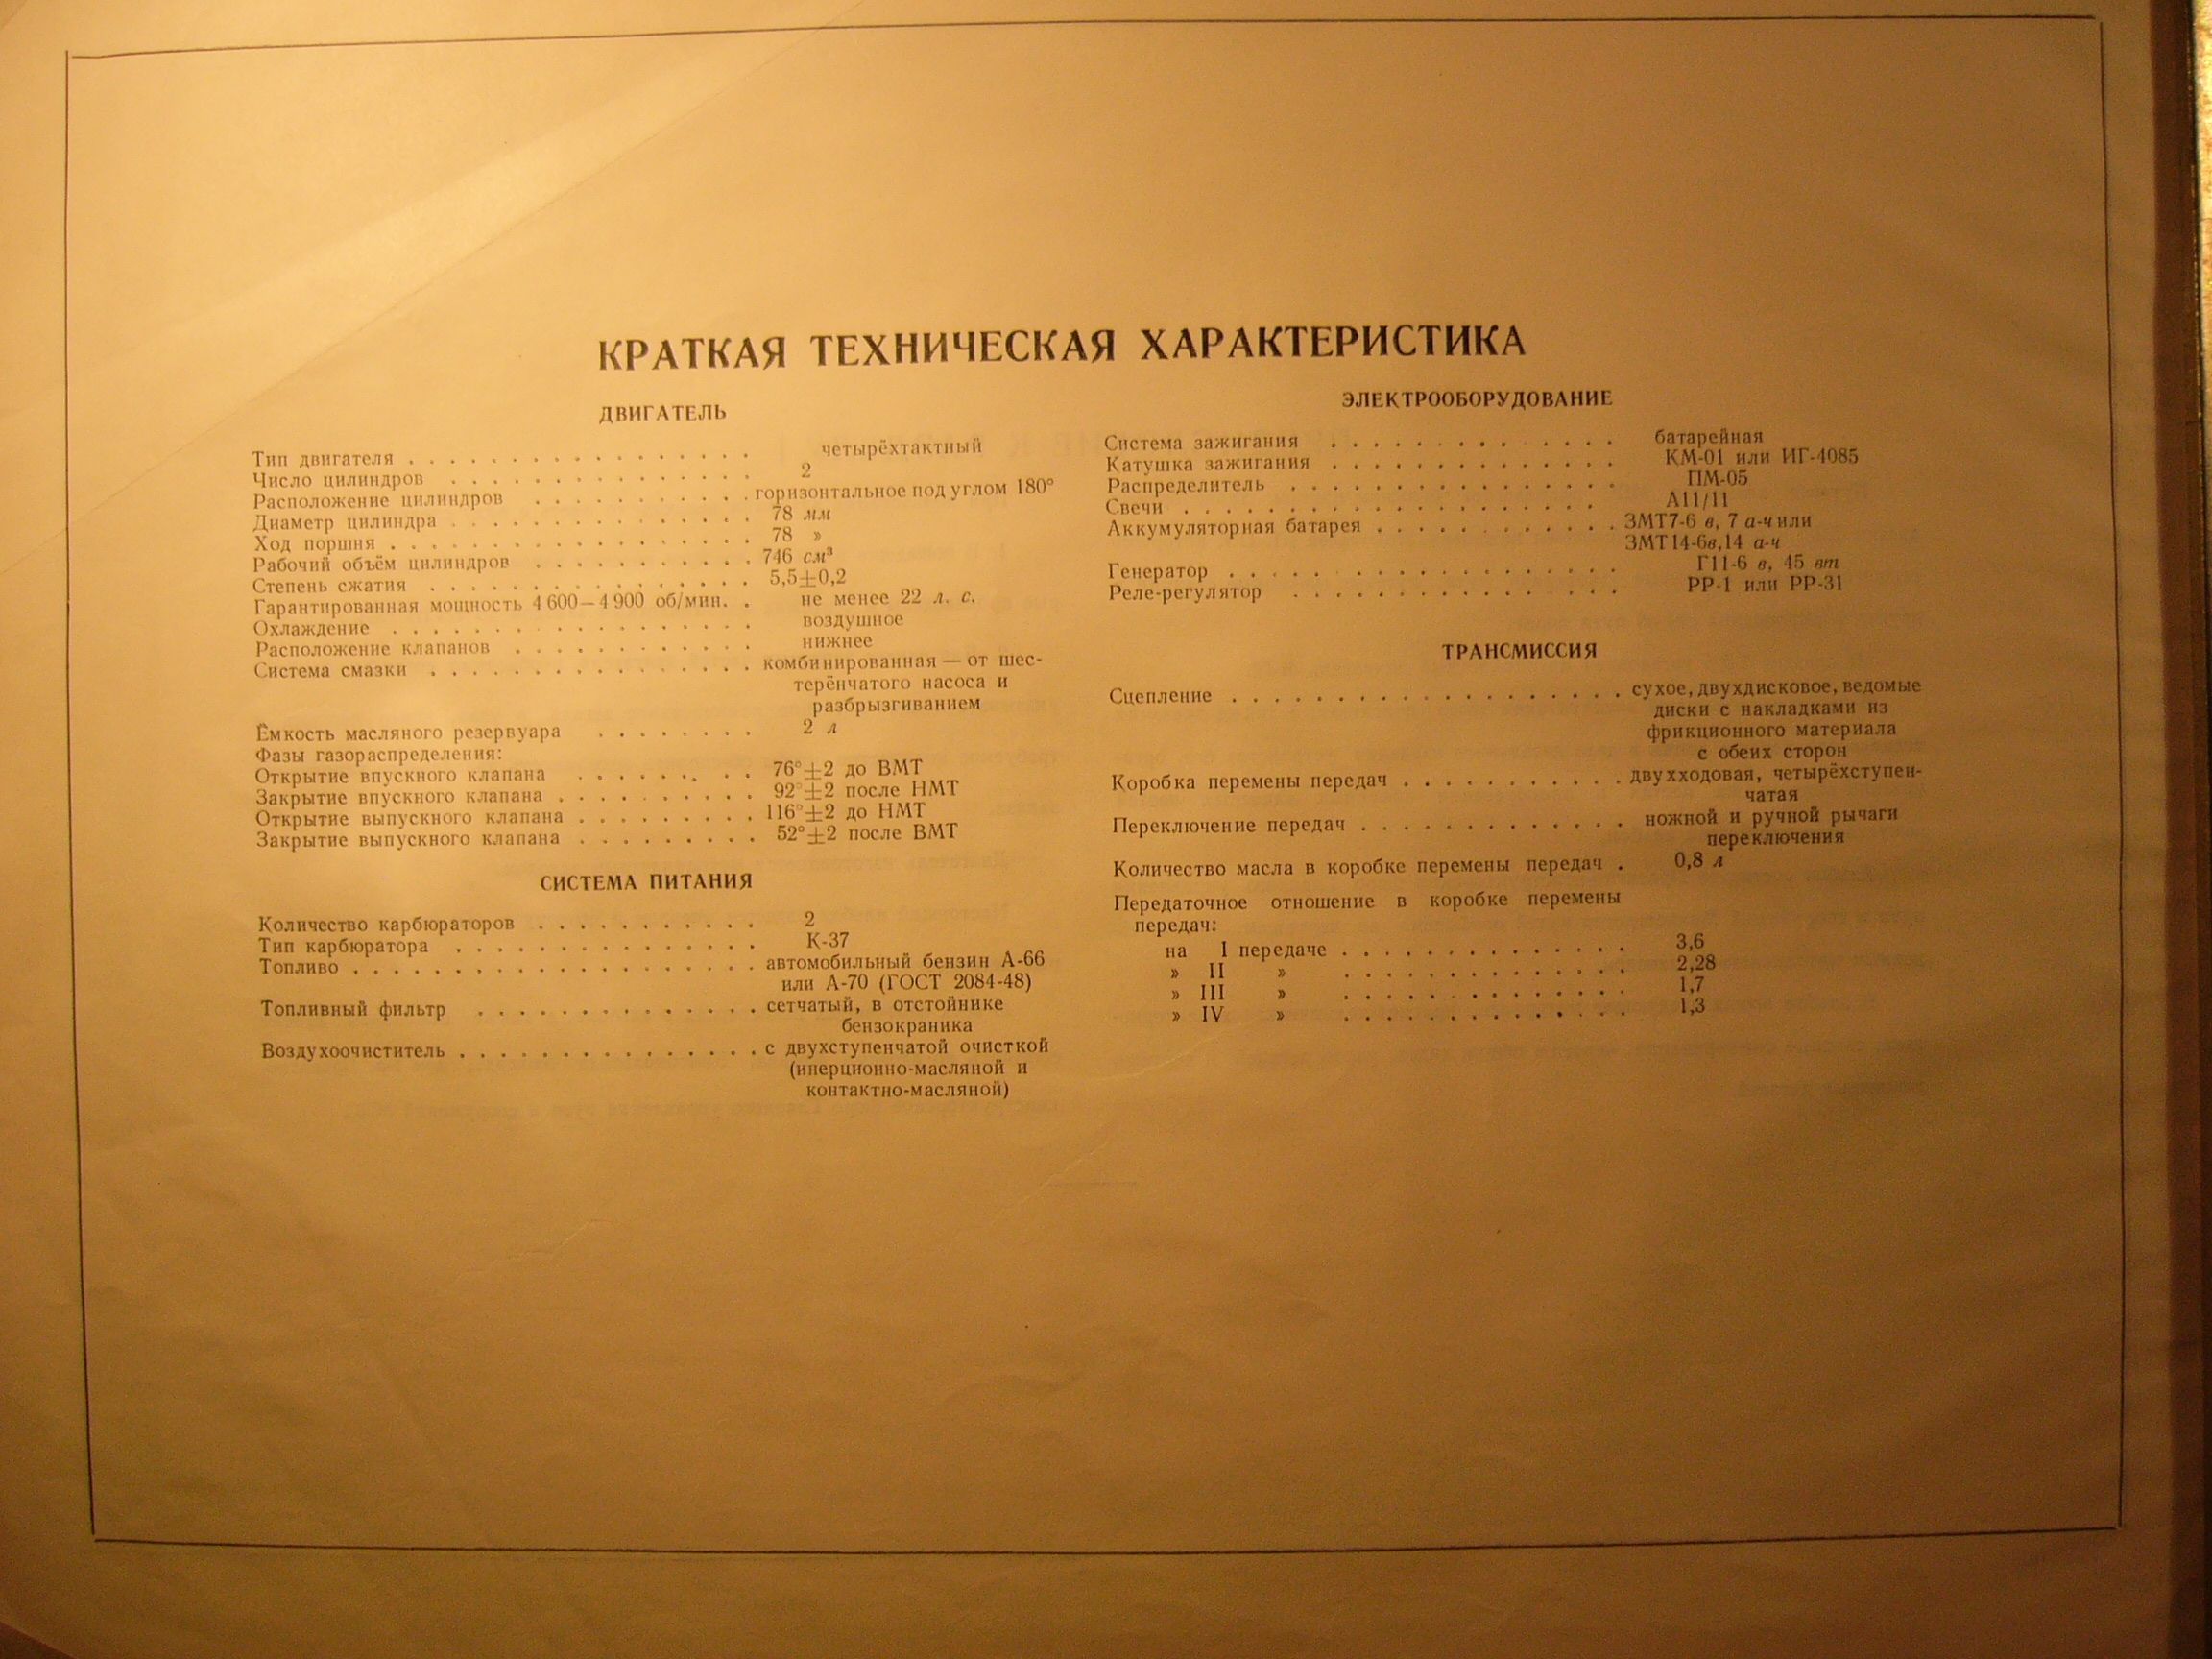 КРАТКАЯ ТЕХНИЧЕСКАЯ ХАРАКТЕРИСТИКА
ДВИГАТЕЛЬ
Тип двигателя . . . . . . . . . . . . . . . . . четырёхтактный
Число цилиндров . . . . . . . . . . . . . . . 2
Расположение цилиндров . . . . . . . . . . . горизонтальное под углом 180°
Диаметр цилиндра . . . . . . . . . . . . . . . 78 мм
Ход поршня . . . . . . . . . . . . . . . . . . 78 »
Рабочий объём цилиндров . . . . . . . . . . . 746 см³
Степень сжатия . . . . . . . . . . . . . . . . 5,5±0,2
Гарантированная мощность 4 600—4 900 об/мин. . не менее 22 л. с.
Охлаждение . . . . . . . . . . . . . . . . . . воздушное
Расположение клапанов . . . . . . . . . . . . нижнее
Система смазки . . . . . . . . . . . . . . . . комбинированная — от шес-
терёнчатого насоса и
разбрызгиванием
Ёмкость масляного резервуара . . . . . . . . 2 л
Фазы газораспределения:
Открытие впускного клапана . . . . . . . . . 76°±2 до ВМТ
Закрытие впускного клапана . . . . . . . . . . 92°±2 после НМТ
Открытие выпускного клапана . . . . . . . . . 116°±2 до НМТ
Закрытие выпускного клапана . . . . . . . . . 52°±2 после ВМТ
СИСТЕМА ПИТАНИЯ
Количество карбюраторов . . . . . . . . . . . 2
Тип карбюратора . . . . . . . . . . . . . . . К-37
Топливо . . . . . . . . . . . . . . . . . . . . автомобильный бензин А-66
или А-70 (ГОСТ 2084-48)
Топливный фильтр . . . . . . . . . . . . . . сетчатый, в отстойнике
бензокраника
Воздухоочиститель . . . . . . . . . . . . . . . с двухступенчатой очисткой
(инерционно-масляной и
контактно-масляной)
ЭЛЕКТРООБОРУДОВАНИЕ
Система зажигания . . . . . . . . . . . . . . батарейная
Катушка зажигания . . . . . . . . . . . . . . КМ-01 или ИГ-4085
Распределитель . . . . . . . . . . . . . . . . ПМ-05
Свечи . . . . . . . . . . . . . . . . . . . . А11/11
Аккумуляторная батарея . . . . . . . . . . . . ЗМТ7-6 в, 7 а-ч или
ЗМТ14-6в,14 а-ч
Генератор . . . . . . . . . . . . . . . . . . Г11-6 в, 45 вт
Реле-регулятор . . . . . . . . . . . . . . . . РР-1 или РР-31
ТРАНСМИССИЯ
Сцепление . . . . . . . . . . . . . . . . . . . сухое, двухдисковое, ведомые
диски с накладками из
фрикционного материала
с обеих сторон
Коробка перемены передач . . . . . . . . . . . двухходовая, четырёхступен-
чатая
Переключение передач . . . . . . . . . . . . . ножной и ручной рычаги
переключения
Количество масла в коробке перемены передач . 0,8 л
Передаточное отношение в коробке перемены
передач:
на I передаче . . . . . . . . . . . . . . 3,6
» II » . . . . . . . . . . . . . . 2,28
» III » . . . . . . . . . . . . . . 1,7
» IV » . . . . . . . . . . . . . . 1,3